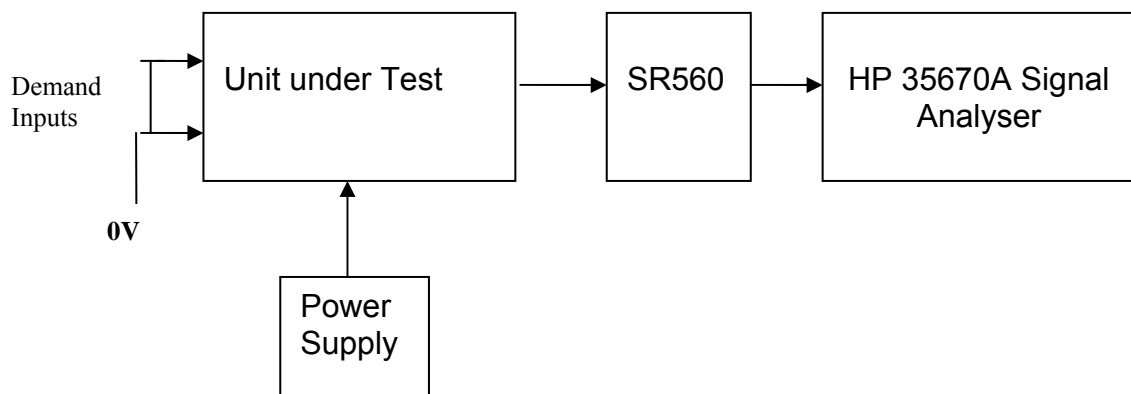 Demand
Inputs
0V
Unit under Test
SR560
HP 35670A Signal
Analyser
Power
Supply